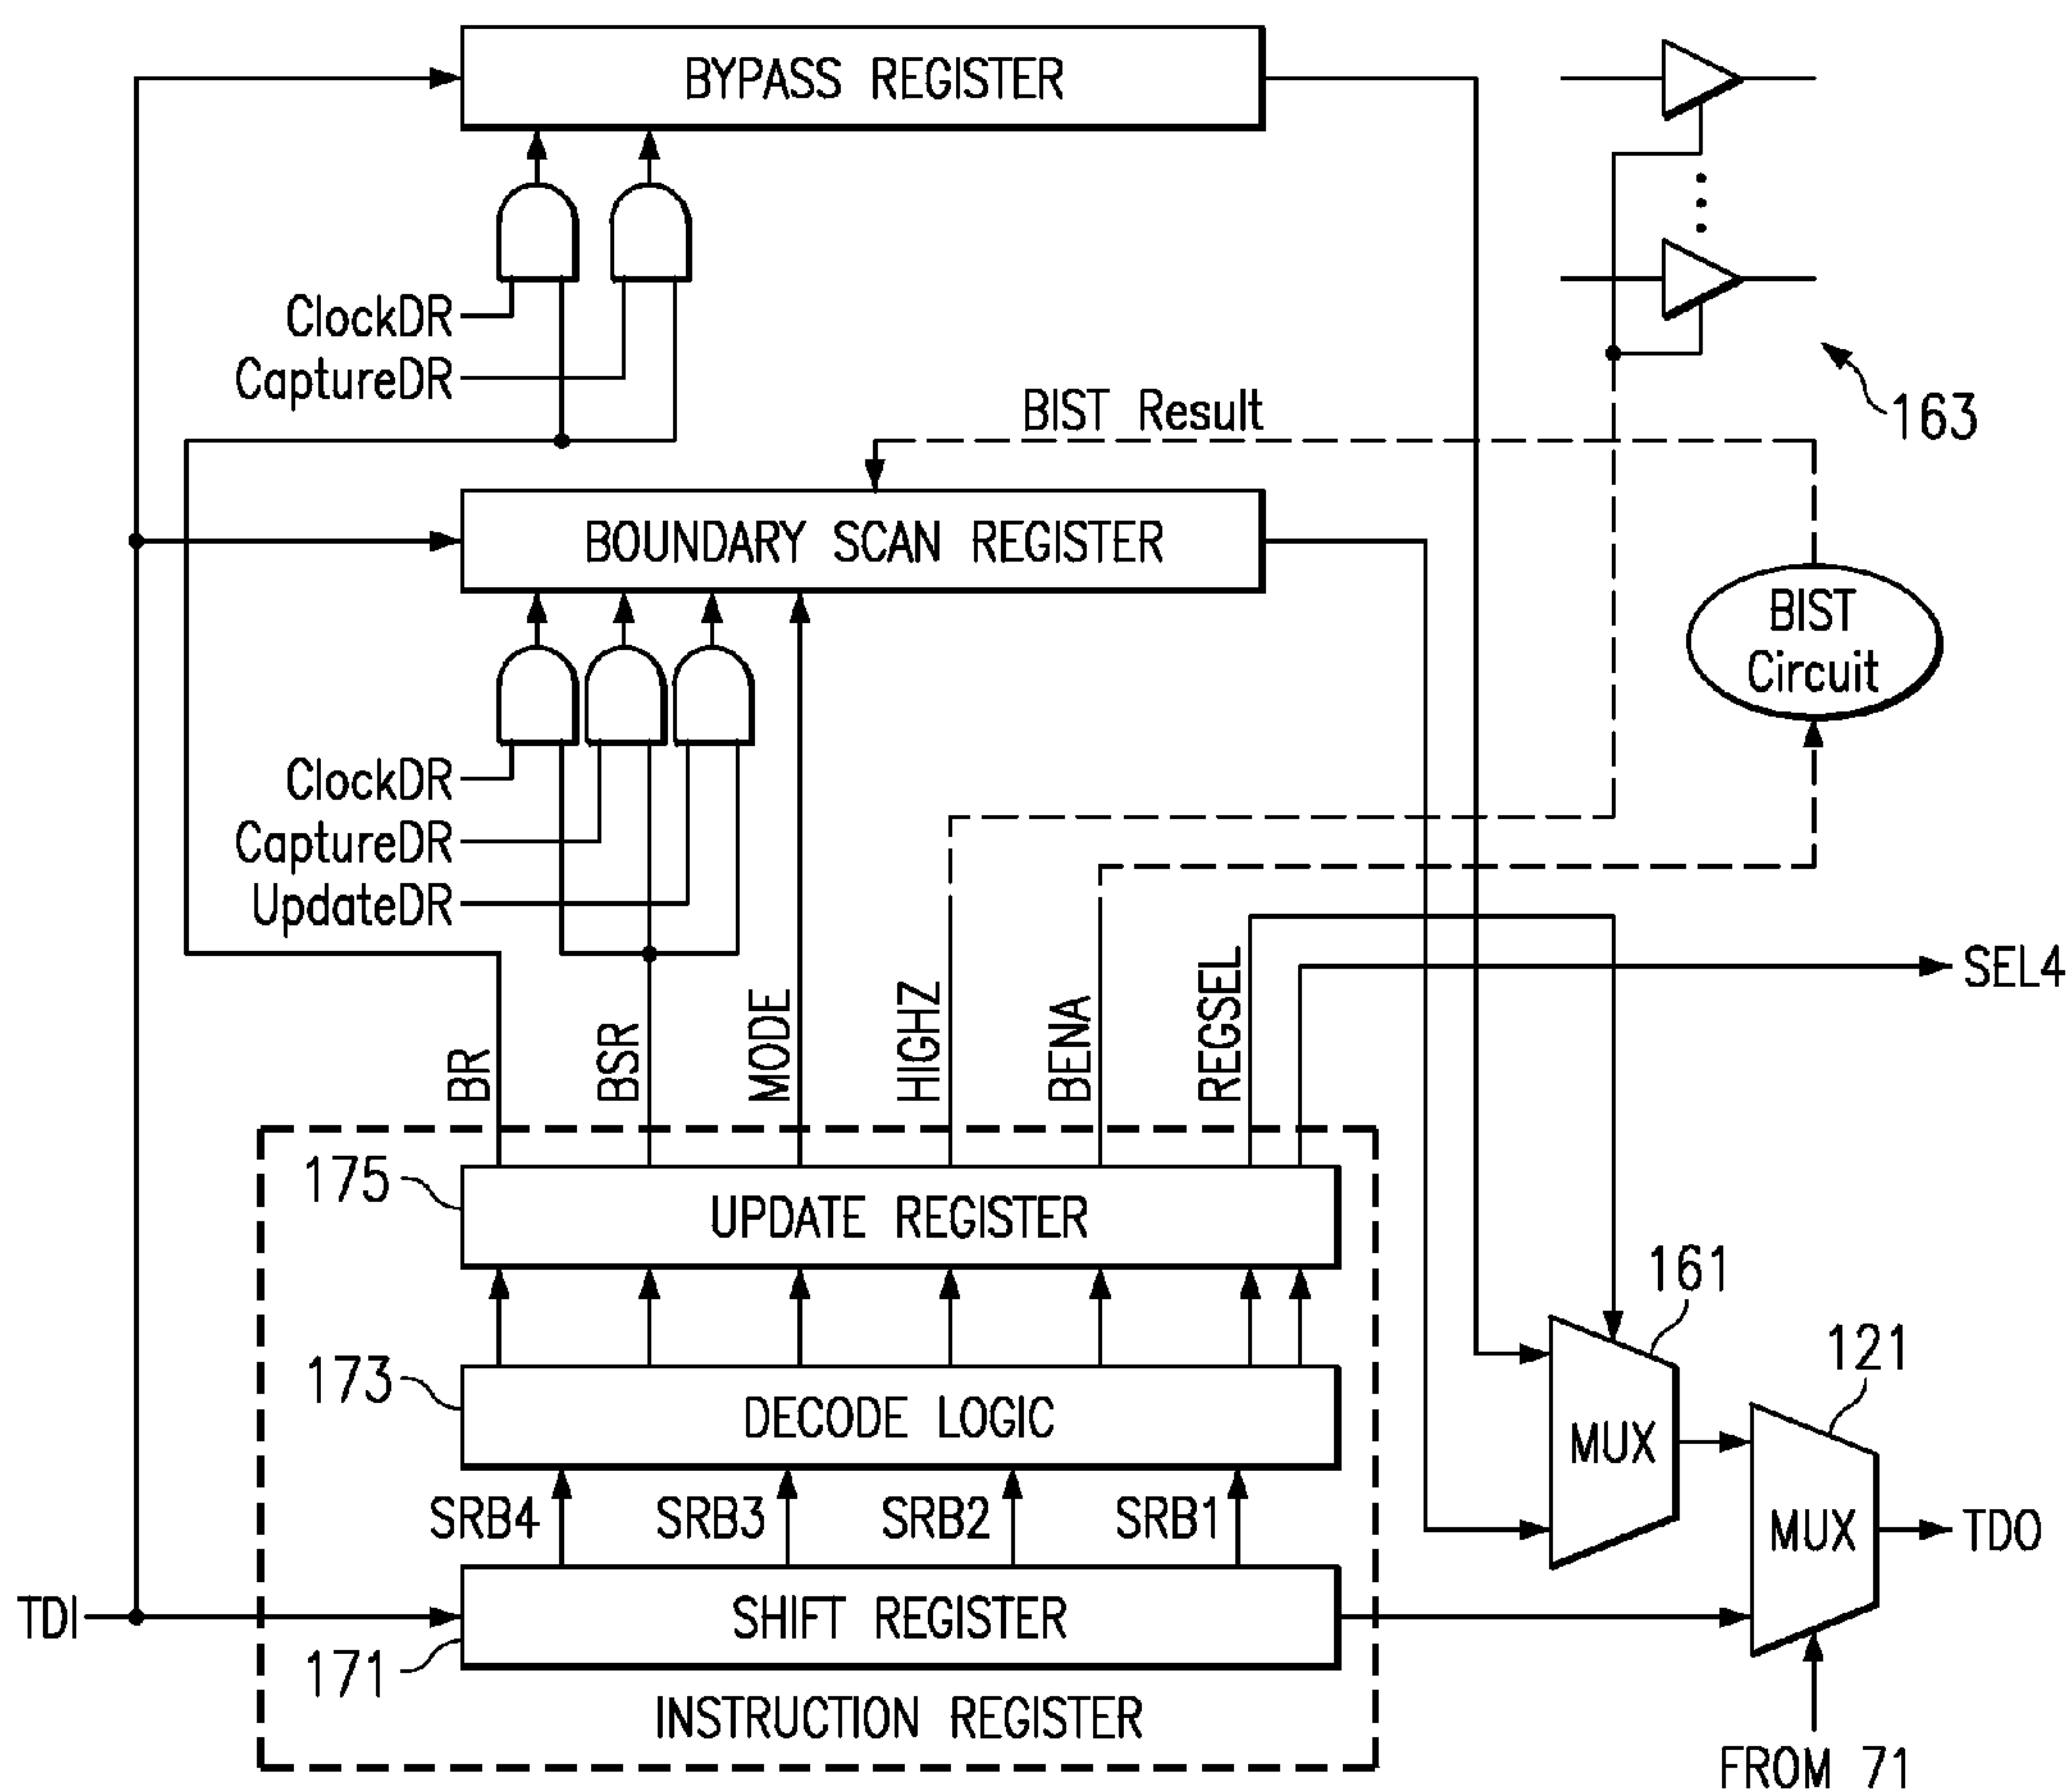 BYPASS REGISTER
ClockDR
CaptureDR
163
BIST Result
BOUNDARY SCAN REGISTER
BIST
Circuit
ClockDR
CaptureDR
UpdateDR
BR
BSR
MODE
HIGHZ
BENA
REGSEL
SEL4
175
UPDATE REGISTER
161
121
173
DECODE LOGIC
MUX
SRB4
SRB3
SRB2
SRB1
MUX
TDO
TDI
SHIFT REGISTER
171
INSTRUCTION REGISTER
FROM 71